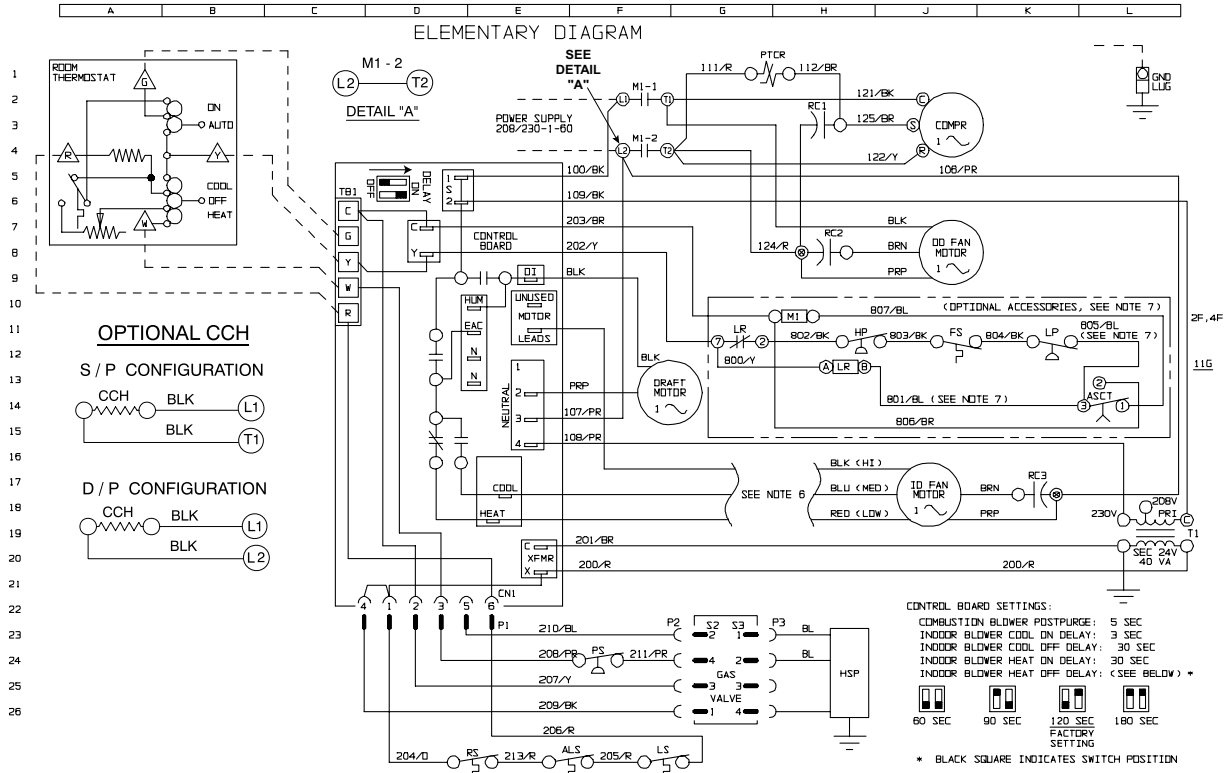 A B C D E F G H J K L
ELEMENTARY DIAGRAM
1
2
3
4
5
6
7
8
9
10
11
12
13
14
15
16
17
18
19
20
21
22
23
24
25
26
ROOM
THERMOSTAT
G
ON
AUTO
R
Y
COOL
OFF
HEAT
W
M1 - 2
L2 T2
DETAIL "A"
SEE
DETAIL
"A"
POWER SUPPLY
208/230-1-60
L1 M1-1 T1
L2 M1-2 T2
111/R PTCR 112/BR
RC1
121/BK
125/BR
122/Y
C
S
R
COMPR
1
GND
LUG
106/PR
100/BK
109/BK
203/BR
202/Y
BLK
TB1
C
G
Y
W
R
OFF
ON
DELAY
1
S
2
C
Y
CONTROL
BOARD
DI
HUM
EAC
N
N
UNUSED
MOTOR
LEADS
NEUTRAL
1
2
3
4
PRP
107/PR
108/PR
BLK
DRAFT
MOTOR
1
124/R
RC2
BLK
BRN
PRP
OD FAN
MOTOR
1
M1
807/BL
(OPTIONAL ACCESSORIES, SEE NOTE 7)
7 LR 2
802/BK HP 803/BK FS 804/BK LP 805/BL
(SEE NOTE 7)
800/Y
A LR B
801/BL (SEE NOTE 7)
806/BR
2
3 ASCT 1
2F,4F
11G
COOL
HEAT
SEE NOTE 6
BLK (HI)
BLU (MED)
RED (LOW)
ID FAN
MOTOR
1
BRN
PRP
RC3
230V
208V
PRI C
T1
SEC 24V
40 VA
C
XFMR
X
201/BR
200/R
200/R
CN1
4 1 2 3 5 6
P1
210/BL
208/PR PS 211/PR
207/Y
209/BK
206/R
204/O RS 213/R ALS 205/R LS
P2 S2 S3 P3
2 1
4 2
GAS
3 3
VALVE
1 4
BL
BL
HSP
OPTIONAL CCH
S / P CONFIGURATION
CCH BLK L1
BLK T1
D / P CONFIGURATION
CCH BLK L1
BLK L2
CONTROL BOARD SETTINGS:
COMBUSTION BLOWER POSTPURGE: 5 SEC
INDOOR BLOWER COOL ON DELAY: 3 SEC
INDOOR BLOWER COOL OFF DELAY: 30 SEC
INDOOR BLOWER HEAT ON DELAY: 30 SEC
INDOOR BLOWER HEAT OFF DELAY: (SEE BELOW) *
60 SEC 90 SEC 120 SEC 180 SEC
FACTORY
SETTING
* BLACK SQUARE INDICATES SWITCH POSITION